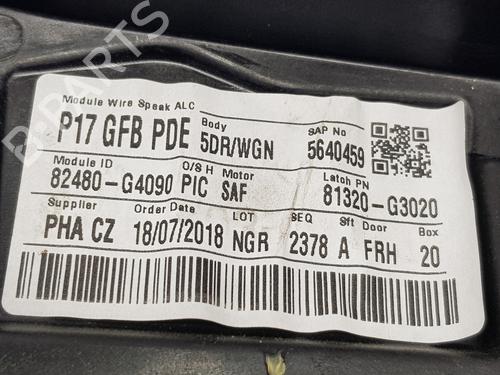 Module Wire Speak ALC Body SAP No
P17 GFB PDE 5DR/WGN 5640459
Module ID O/S H Motor Latch PN
82480-G4090 PIC SAF 81320-G3020
Supplier Order Date LOT SEQ Sft Door Box
PHA CZ 18/07/2018 NGR 2378 A FRH 20
B-PARTS